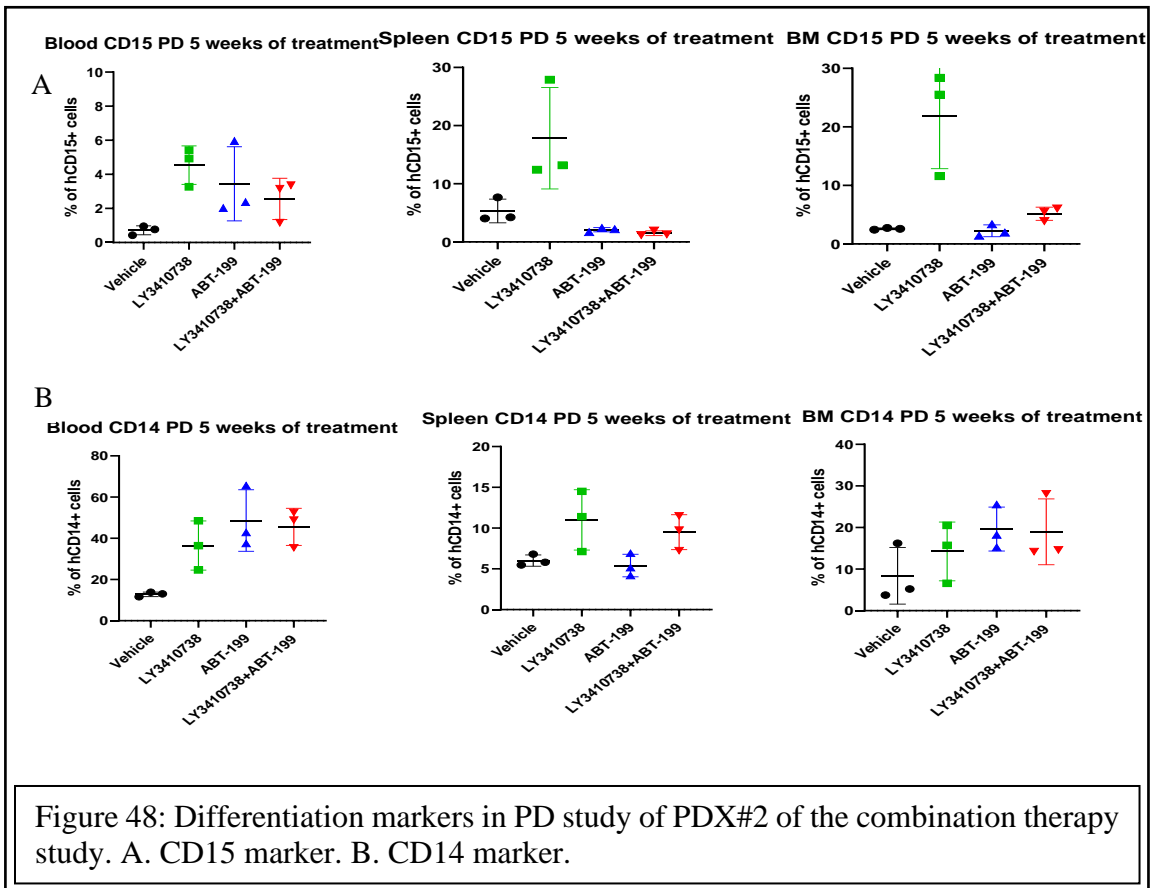 Blood CD15 PD 5 weeks of treatment
Spleen CD15 PD 5 weeks of treatment
BM CD15 PD 5 weeks of treatment
A
% of hCD15+ cells
10
8
6
4
2
0
Vehicle
LY3410738
ABT-199
LY3410738+ABT-199
% of hCD15+ cells
30
20
10
0
Vehicle
LY3410738
ABT-199
LY3410738+ABT-199
% of hCD15+ cells
30
20
10
0
Vehicle
LY3410738
ABT-199
LY3410738+ABT-199
B
Blood CD14 PD 5 weeks of treatment
Spleen CD14 PD 5 weeks of treatment
BM CD14 PD 5 weeks of treatment
% of hCD14+ cells
80
60
40
20
0
Vehicle
LY3410738
ABT-199
LY3410738+ABT-199
% of hCD14+ cells
20
15
10
5
0
Vehicle
LY3410738
ABT-199
LY3410738+ABT-199
% of hCD14+ cells
40
30
20
10
0
Vehicle
LY3410738
ABT-199
LY3410738+ABT-199
Figure 48: Differentiation markers in PD study of PDX#2 of the combination therapy
study. A. CD15 marker. B. CD14 marker.